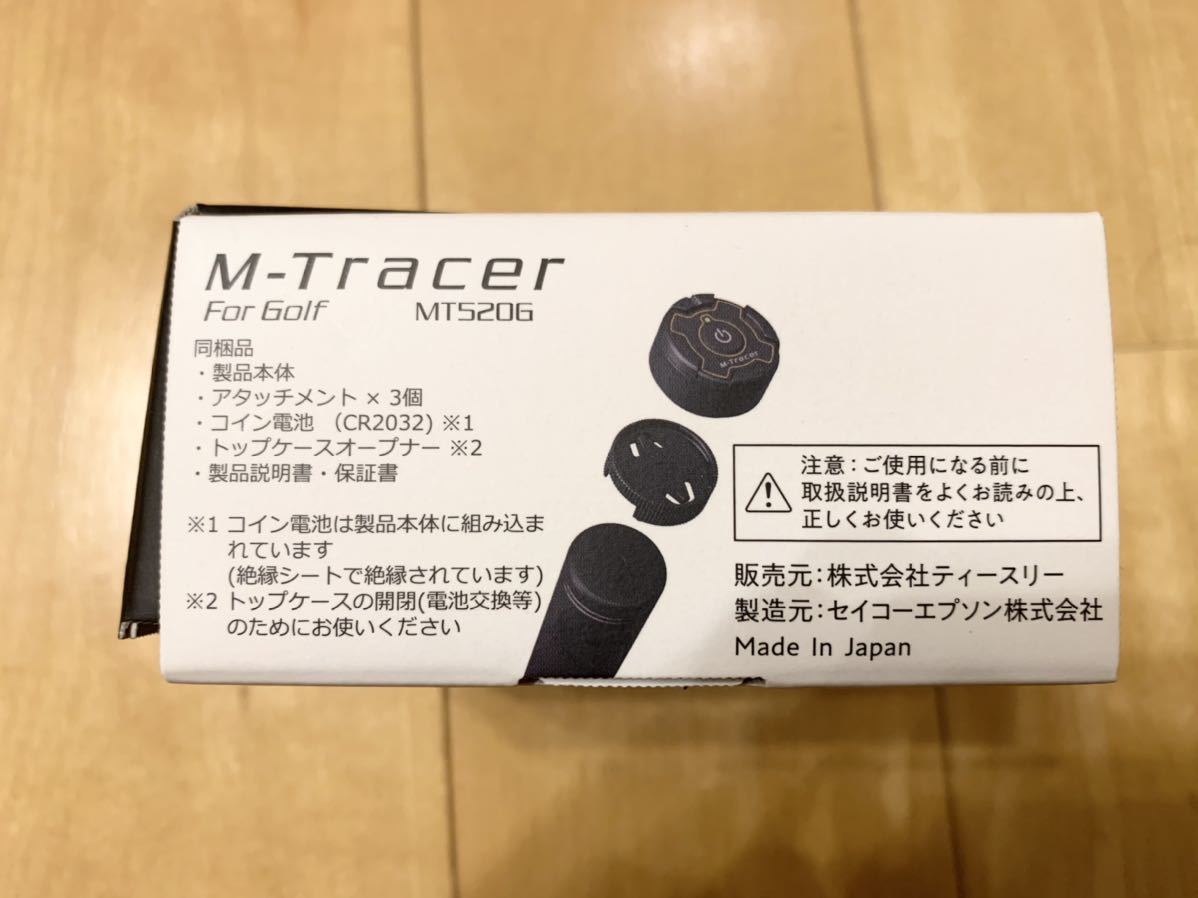 M-Tracer
For Golf MT520G
同梱品
・製品本体
・アタッチメント × 3個
・コイン電池 (CR2032) ※1
・トップケースオープナー ※2
・製品説明書・保証書
※1 コイン電池は製品本体に組み込ま
れています
(絶縁シートで絶縁されています)
※2 トップケースの開閉(電池交換等)
のためにお使いください
M-Tracer
注意：ご使用になる前に
取扱説明書をよくお読みの上、
正しくお使いください
販売元：株式会社ティースリー
製造元：セイコーエプソン株式会社
Made In Japan